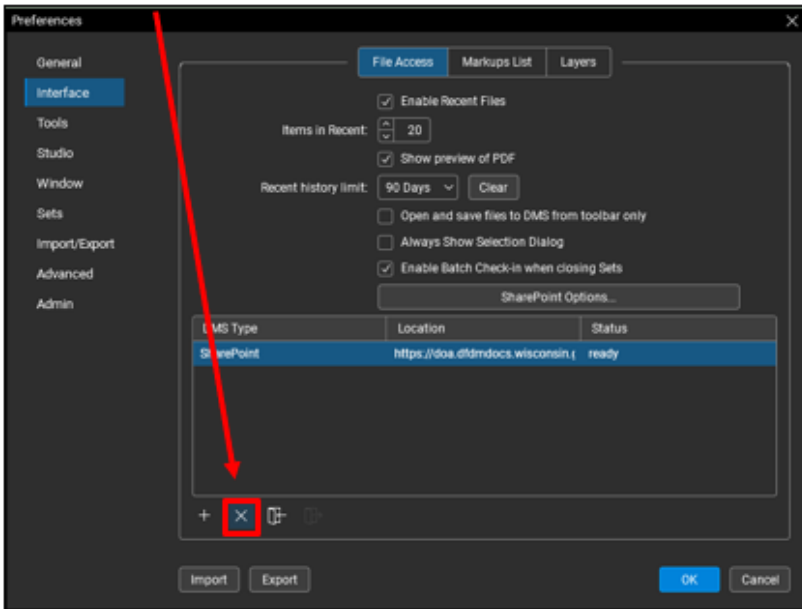 Preferences
General
Interface
Tools
Studio
Window
Sets
Import/Export
Advanced
Admin
File Access Markups List Layers
Enable Recent Files
Items in Recent: 20
Show preview of PDF
Recent history limit: 90 Days Clear
Open and save files to DMS from toolbar only
Always Show Selection Dialog
Enable Batch Check-in when closing Sets
SharePoint Options...
DMS Type Location Status
SharePoint https://doa.dfdmdocs.wisconsin.g ready
Import Export OK Cancel